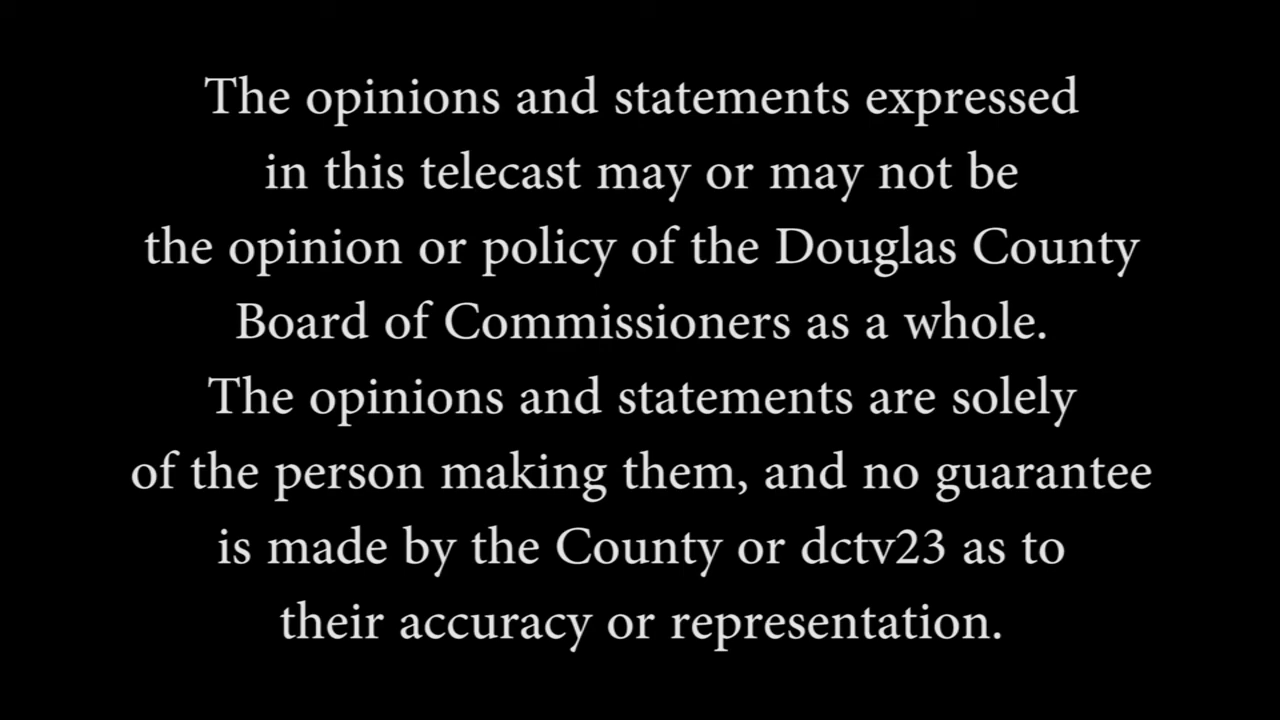 The opinions and statements expressed
in this telecast may or may not be
the opinion or policy of the Douglas County
Board of Commissioners as a whole.
The opinions and statements are solely
of the person making them, and no guarantee
is made by the County or dctv23 as to
their accuracy or representation.